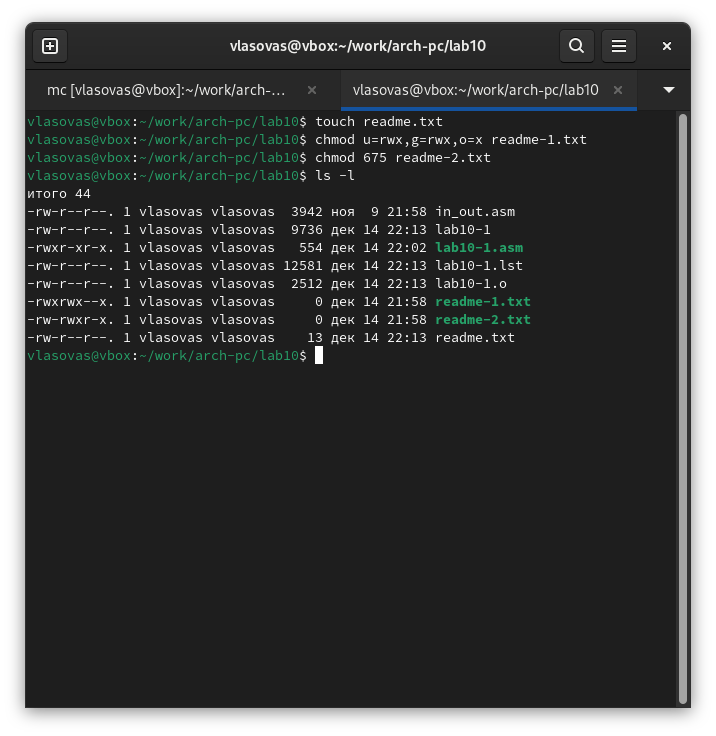 vlasovas@vbox:~/work/arch-pc/lab10
mc [vlasovas@vbox]:~/work/arch-...
vlasovas@vbox:~/work/arch-pc/lab10
vlasovas@vbox:~/work/arch-pc/lab10$ touch readme.txt
vlasovas@vbox:~/work/arch-pc/lab10$ chmod u=rwx,g=rwx,o=x readme-1.txt
vlasovas@vbox:~/work/arch-pc/lab10$ chmod 675 readme-2.txt
vlasovas@vbox:~/work/arch-pc/lab10$ ls -l
итого 44
-rw-r--r--. 1 vlasovas vlasovas  3942 ноя  9 21:58 in_out.asm
-rw-r--r--. 1 vlasovas vlasovas  9736 дек 14 22:13 lab10-1
-rwxr-xr-x. 1 vlasovas vlasovas   554 дек 14 22:02 lab10-1.asm
-rw-r--r--. 1 vlasovas vlasovas 12581 дек 14 22:13 lab10-1.lst
-rw-r--r--. 1 vlasovas vlasovas  2512 дек 14 22:13 lab10-1.o
-rwxrwx--x. 1 vlasovas vlasovas     0 дек 14 21:58 readme-1.txt
-rw-rwxr-x. 1 vlasovas vlasovas     0 дек 14 21:58 readme-2.txt
-rw-r--r--. 1 vlasovas vlasovas    13 дек 14 22:13 readme.txt
vlasovas@vbox:~/work/arch-pc/lab10$